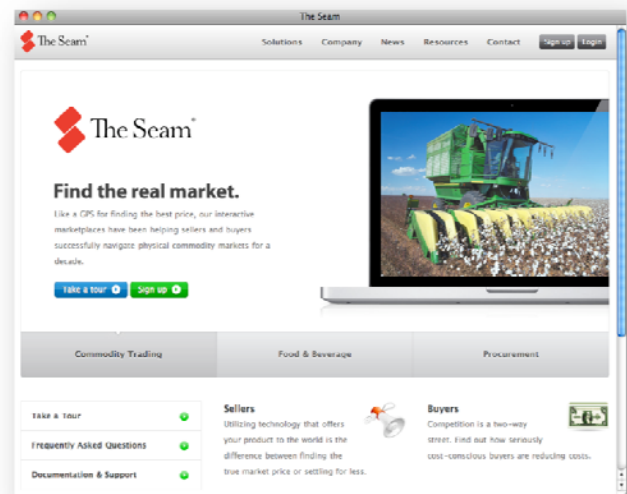 The Seam
The Seam®
Solutions Company News Resources Contact Sign up Login
The Seam®
Find the real market.
Like a GPS for finding the best price, our interactive
marketplaces have been helping sellers and buyers
successfully navigate physical commodity markets for a
decade.
Take a tour Sign up
Commodity Trading Food & Beverage Procurement
Take a Tour
Frequently Asked Questions
Documentation & Support
Sellers
Utilizing technology that offers
your product to the world is the
difference between finding the
true market price or settling for less.
Buyers
Competition is a two-way
street. Find out how seriously
cost-conscious buyers are reducing costs.